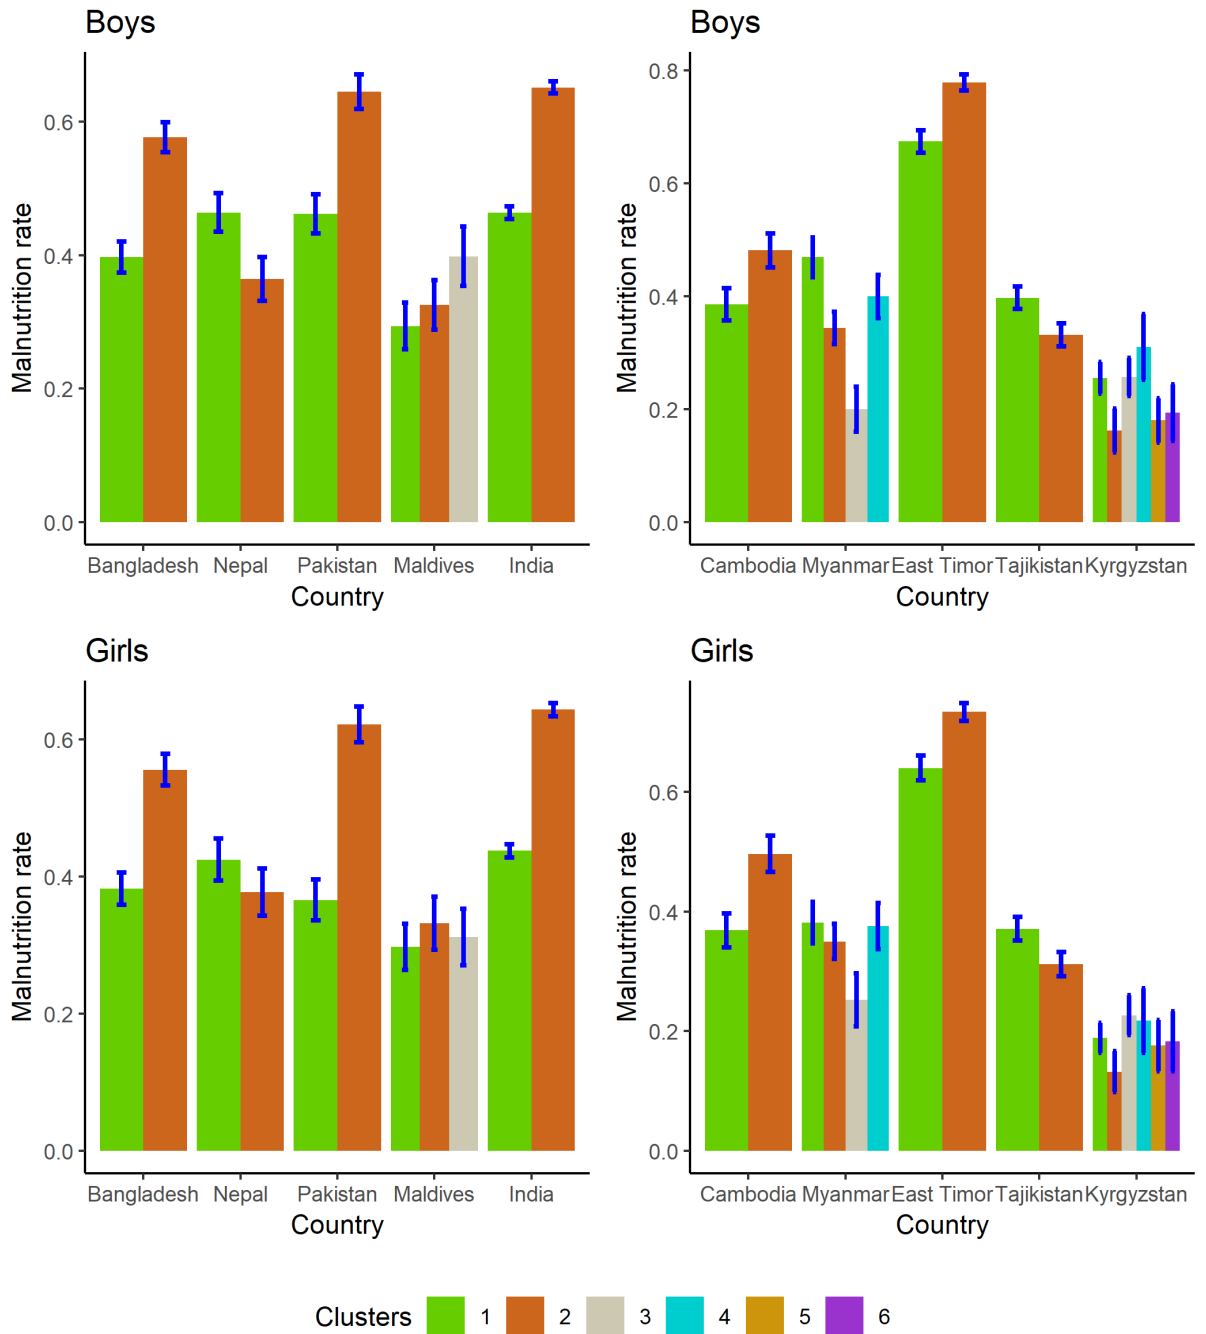 Boys
Malnutrition rate
0.6
0.4
0.2
0.0
Bangladesh Nepal Pakistan Maldives India
Country
Boys
Malnutrition rate
0.8
0.6
0.4
0.2
0.0
Cambodia Myanmar East Timor Tajikistan Kyrgyzstan
Country
Girls
Malnutrition rate
0.6
0.4
0.2
0.0
Bangladesh Nepal Pakistan Maldives India
Country
Girls
Malnutrition rate
0.6
0.4
0.2
0.0
Cambodia Myanmar East Timor Tajikistan Kyrgyzstan
Country
Clusters 1 2 3 4 5 6